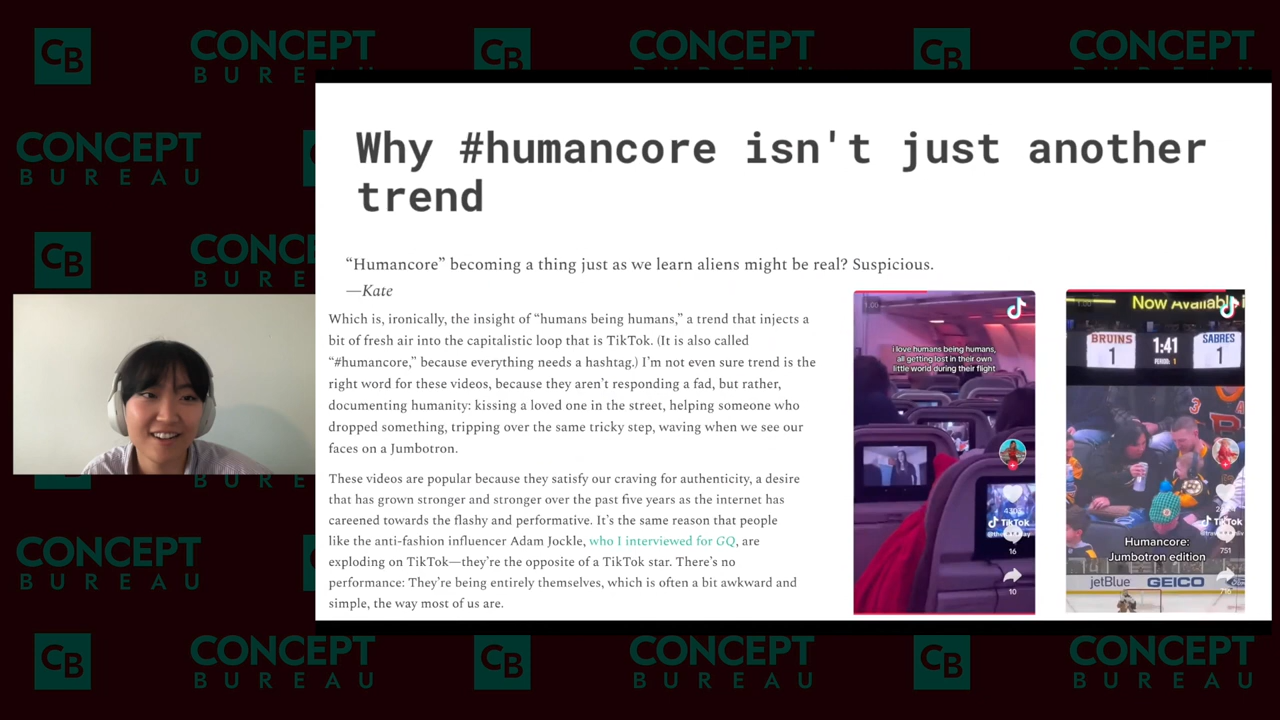 CONCEPT
BUREAU
CB
Why #humancore isn't just another
trend
“Humancore” becoming a thing just as we learn aliens might be real? Suspicious.
—Kate
Which is, ironically, the insight of “humans being humans,” a trend that injects a
bit of fresh air into the capitalistic loop that is TikTok. (It is also called
“#humancore,” because everything needs a hashtag.) I’m not even sure trend is the
right word for these videos, because they aren’t responding a fad, but rather,
documenting humanity: kissing a loved one in the street, helping someone who
dropped something, tripping over the same tricky step, waving when we see our
faces on a Jumbotron.
These videos are popular because they satisfy our craving for authenticity, a desire
that has grown stronger and stronger over the past five years as the internet has
careened towards the flashy and performative. It’s the same reason that people
like the anti-fashion influencer Adam Jockle, who I interviewed for GQ, are
exploding on TikTok—they’re the opposite of a TikTok star. There’s no
performance: They’re being entirely themselves, which is often a bit awkward and
simple, the way most of us are.
i love humans being humans,
all getting lost in their own
little world during their flight
TikTok
16
10
Now Available
BRUINS
1
1:41
PERIOD 1
SABRES
1
TikTok
751
Humancore:
Jumbotron edition
jetBlue
GEICO